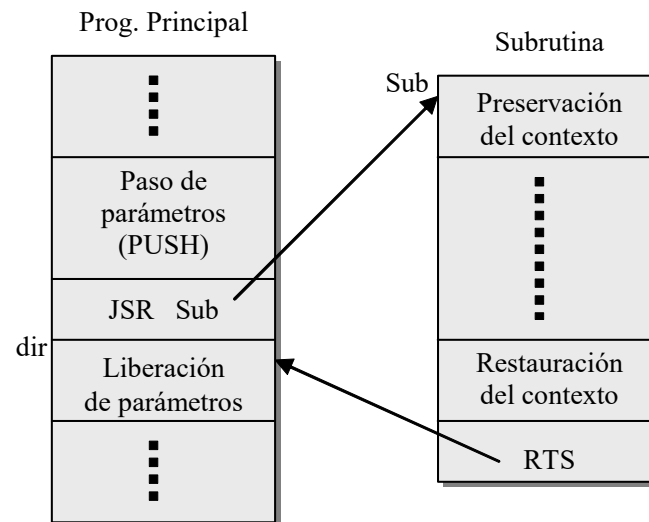 Prog. Principal
Paso de
parámetros
(PUSH)
JSR Sub
dir
Liberación
de parámetros
Subrutina
Sub
Preservación
del contexto
Restauración
del contexto
RTS